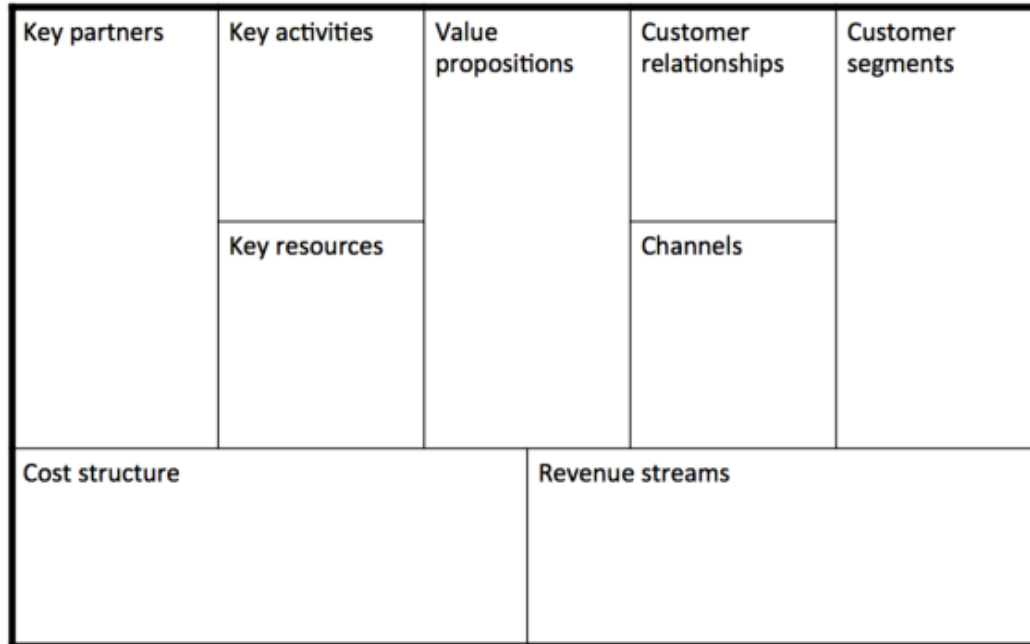 Key partners
Key activities
Value
propositions
Customer
relationships
Customer
segments
Key resources
Channels
Cost structure
Revenue streams